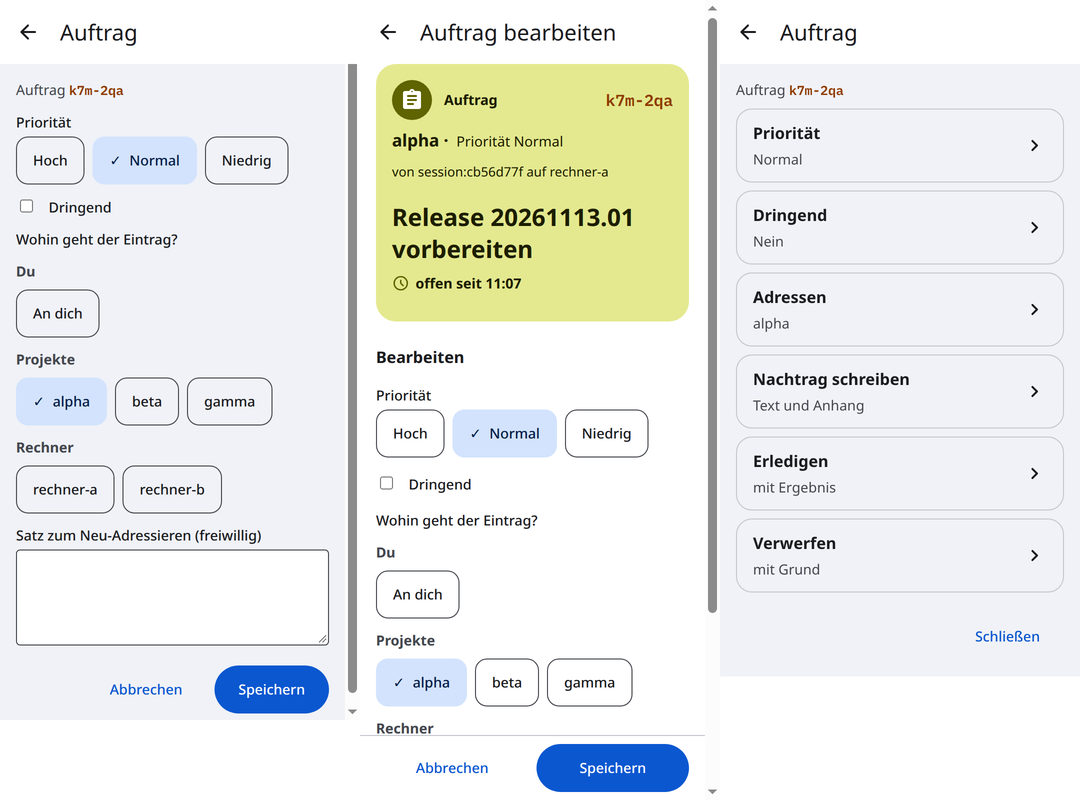 Auftrag
Auftrag k7m-2qa
Priorität
Hoch
✓ Normal
Niedrig
Dringend
Wohin geht der Eintrag?
Du
An dich
Projekte
✓ alpha
beta
gamma
Rechner
rechner-a
rechner-b
Satz zum Neu-Adressieren (freiwillig)
Abbrechen
Speichern
Auftrag bearbeiten
Auftrag
k7m-2qa
alpha · Priorität Normal
von session:cb56d77f auf rechner-a
Release 20261113.01
vorbereiten
offen seit 11:07
Bearbeiten
Priorität
Hoch
✓ Normal
Niedrig
Dringend
Wohin geht der Eintrag?
Du
An dich
Projekte
✓ alpha
beta
gamma
Rechner
Abbrechen
Speichern
Auftrag
Auftrag k7m-2qa
Priorität
Normal
Dringend
Nein
Adressen
alpha
Nachtrag schreiben
Text und Anhang
Erledigen
mit Ergebnis
Verwerfen
mit Grund
Schließen